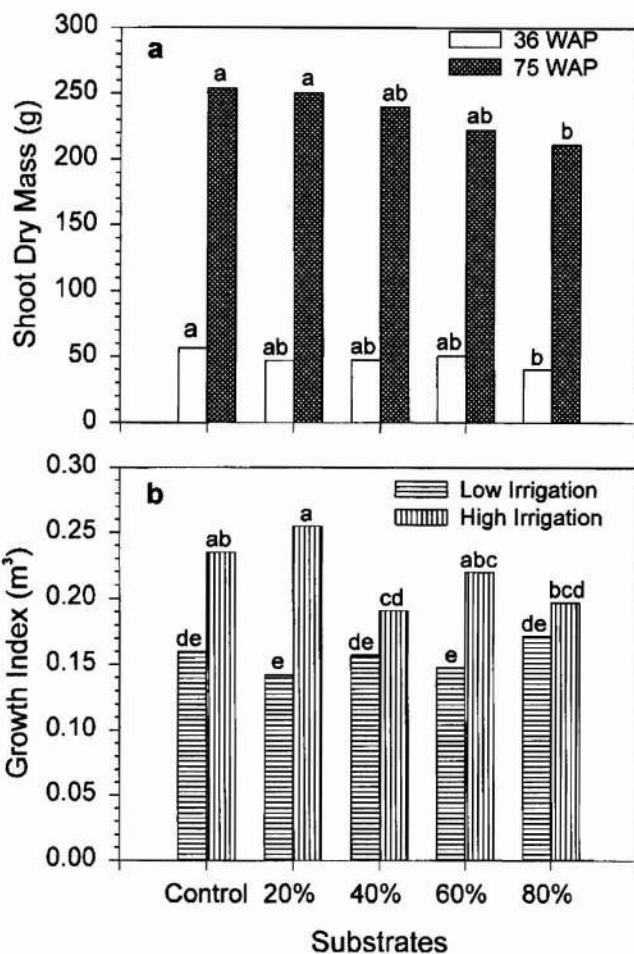 a
36 WAP
75 WAP
Shoot Dry Mass (g)
300
250
200
150
100
50
0
a
a
ab
ab
b
a
ab
ab
ab
b
b
Low Irrigation
High Irrigation
Growth Index (m³)
0.30
0.25
0.20
0.15
0.10
0.05
0.00
de
ab
e
a
de
cd
e
abc
de
bcd
Control 20% 40% 60% 80%
Substrates